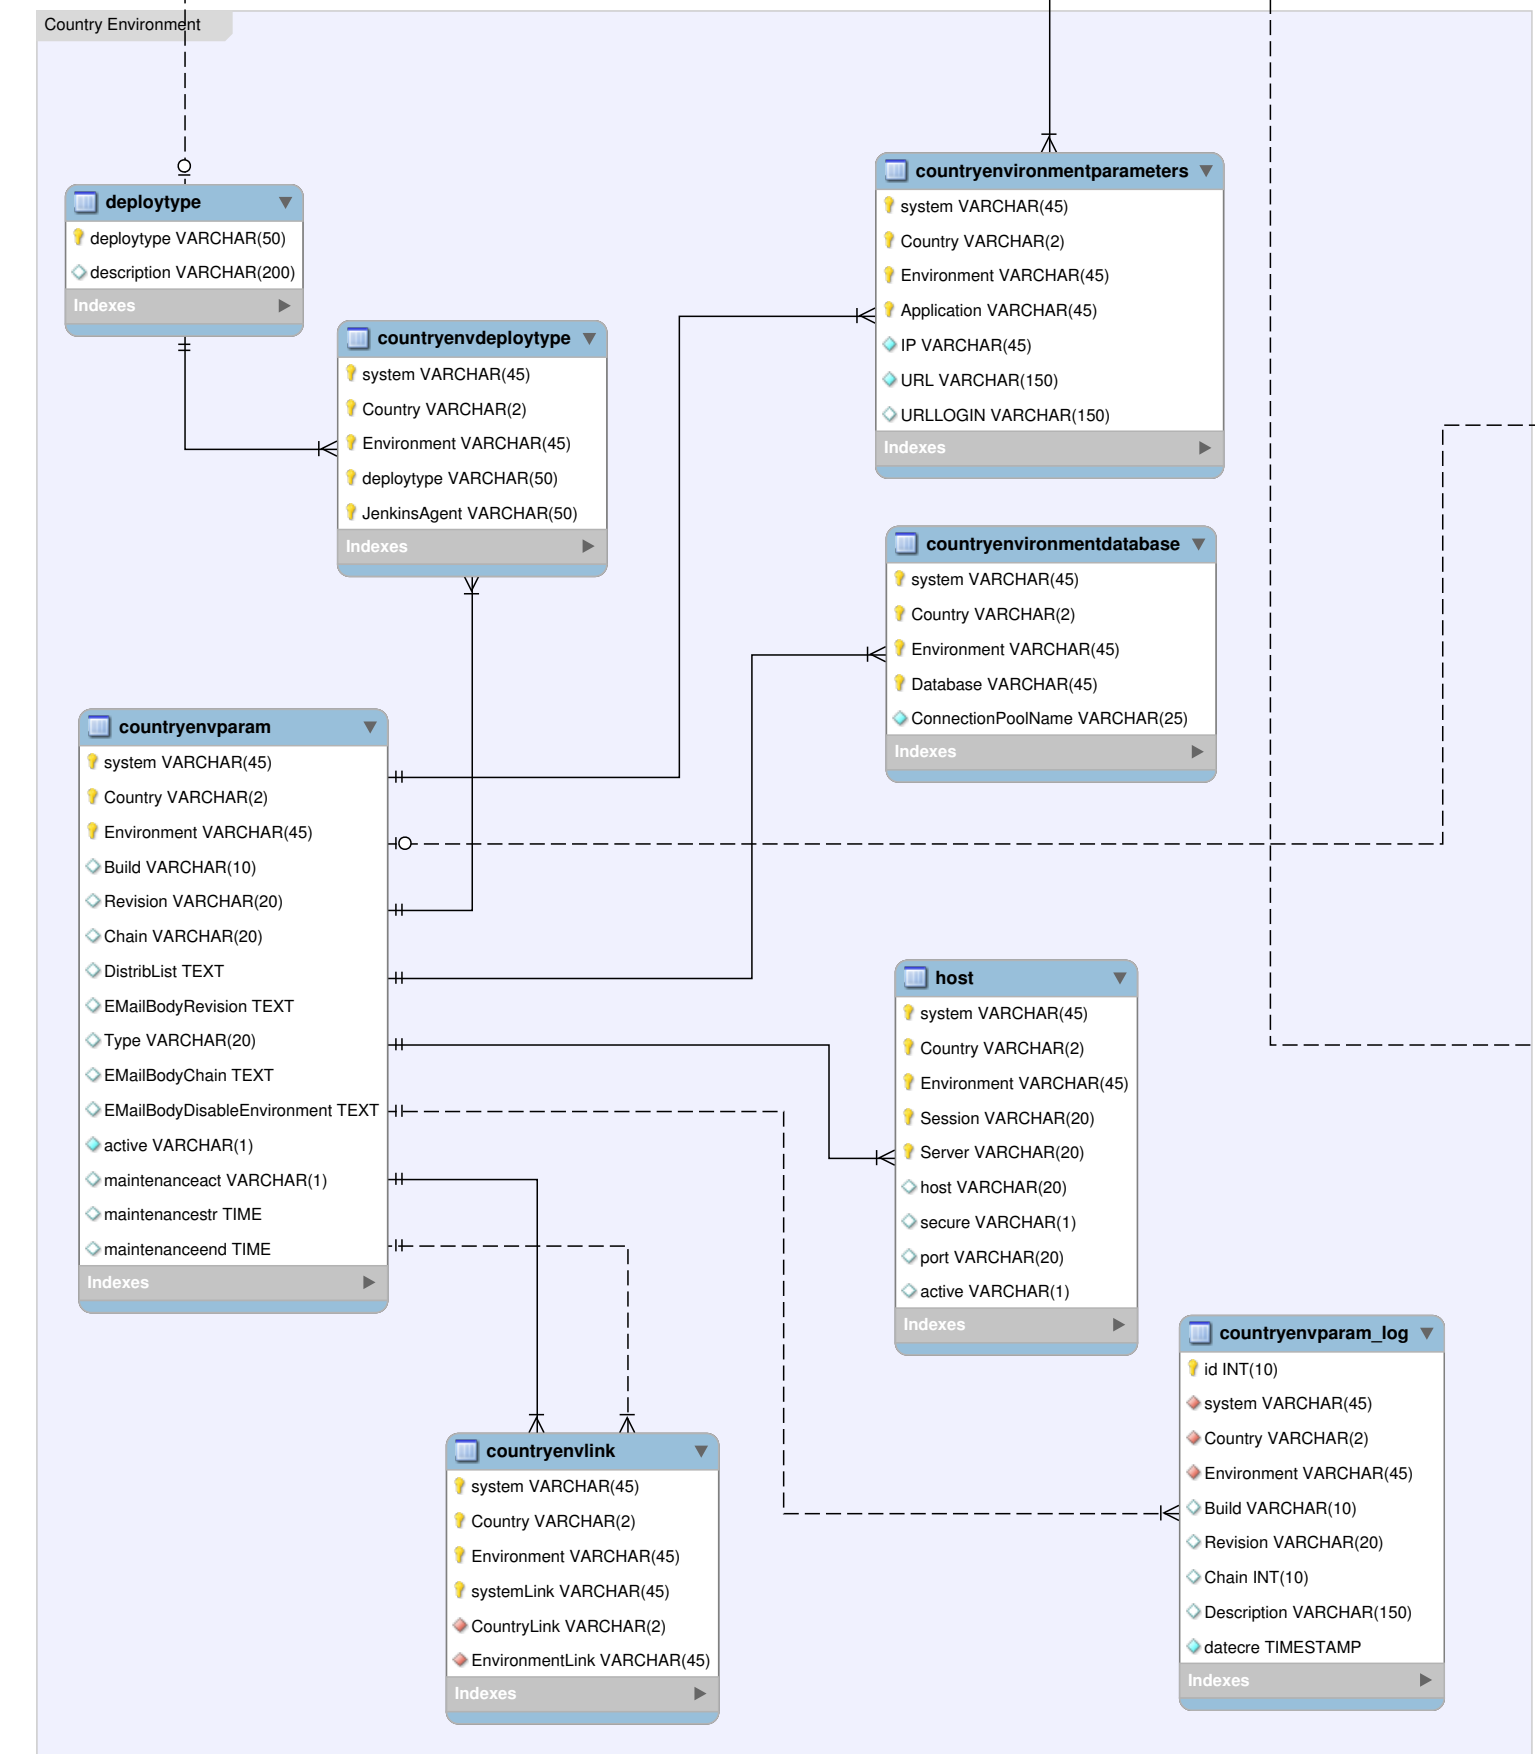 Country Environment
deploytype
deploytype VARCHAR(50)
description VARCHAR(200)
Indexes
countryenvdeploytype
system VARCHAR(45)
Country VARCHAR(2)
Environment VARCHAR(45)
deploytype VARCHAR(50)
JenkinsAgent VARCHAR(50)
Indexes
countryenvironmentparameters
system VARCHAR(45)
Country VARCHAR(2)
Environment VARCHAR(45)
Application VARCHAR(45)
IP VARCHAR(45)
URL VARCHAR(150)
URLLOGIN VARCHAR(150)
Indexes
countryenvironmentdatabase
system VARCHAR(45)
Country VARCHAR(2)
Environment VARCHAR(45)
Database VARCHAR(45)
ConnectionPoolName VARCHAR(25)
Indexes
countryenvparam
system VARCHAR(45)
Country VARCHAR(2)
Environment VARCHAR(45)
Build VARCHAR(10)
Revision VARCHAR(20)
Chain VARCHAR(20)
DistribList TEXT
EMailBodyRevision TEXT
Type VARCHAR(20)
EMailBodyChain TEXT
EMailBodyDisableEnvironment TEXT
active VARCHAR(1)
maintenanceact VARCHAR(1)
maintenancestr TIME
maintenanceend TIME
Indexes
host
system VARCHAR(45)
Country VARCHAR(2)
Environment VARCHAR(45)
Session VARCHAR(20)
Server VARCHAR(20)
host VARCHAR(20)
secure VARCHAR(1)
port VARCHAR(20)
active VARCHAR(1)
Indexes
countryenvparam_log
id INT(10)
system VARCHAR(45)
Country VARCHAR(2)
Environment VARCHAR(45)
Build VARCHAR(10)
Revision VARCHAR(20)
Chain INT(10)
Description VARCHAR(150)
datecre TIMESTAMP
Indexes
countryenvlink
system VARCHAR(45)
Country VARCHAR(2)
Environment VARCHAR(45)
systemLink VARCHAR(45)
CountryLink VARCHAR(2)
EnvironmentLink VARCHAR(45)
Indexes